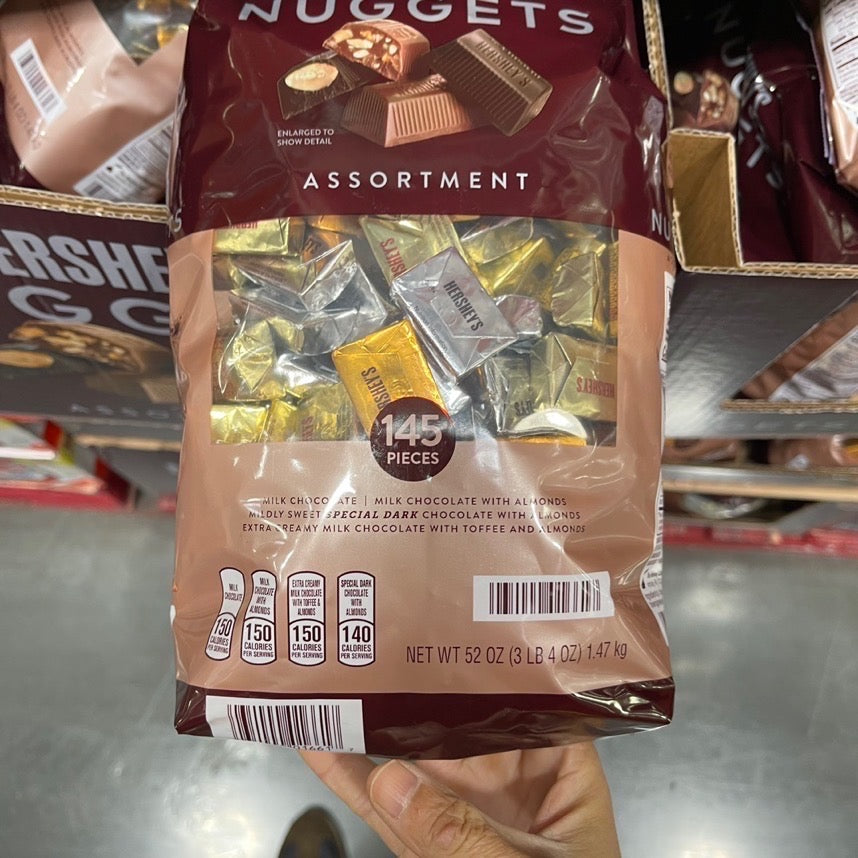 NUGGETS
ENLARGED TO
SHOW DETAIL
HERSHEY'S
ASSORTMENT
HERSHEY'S
HERSHEY'S
HERSHEY'S
HERSHEY'S
145
PIECES
MILK CHOCOLATE | MILK CHOCOLATE WITH ALMONDS
MILDLY SWEET SPECIAL DARK CHOCOLATE WITH ALMONDS
EXTRA CREAMY MILK CHOCOLATE WITH TOFFEE AND ALMONDS
MILK
CHOCOLATE
150
CALORIES
PER SERVING
MILK
CHOCOLATE
WITH
ALMONDS
150
CALORIES
PER SERVING
EXTRA CREAMY
MILK CHOCOLATE
WITH TOFFEE &
ALMONDS
150
CALORIES
PER SERVING
SPECIAL DARK
CHOCOLATE
WITH
ALMONDS
140
CALORIES
PER SERVING
NET WT 52 OZ (3 LB 4 OZ) 1.47 kg